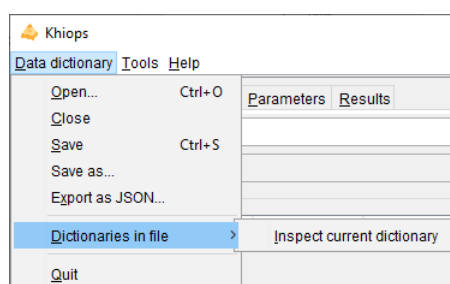 Khiops
Data dictionary Tools Help
Open... Ctrl+O
Parameters Results
Close
Save Ctrl+S
Save as...
Export as JSON...
Dictionaries in file
Inspect current dictionary
Quit